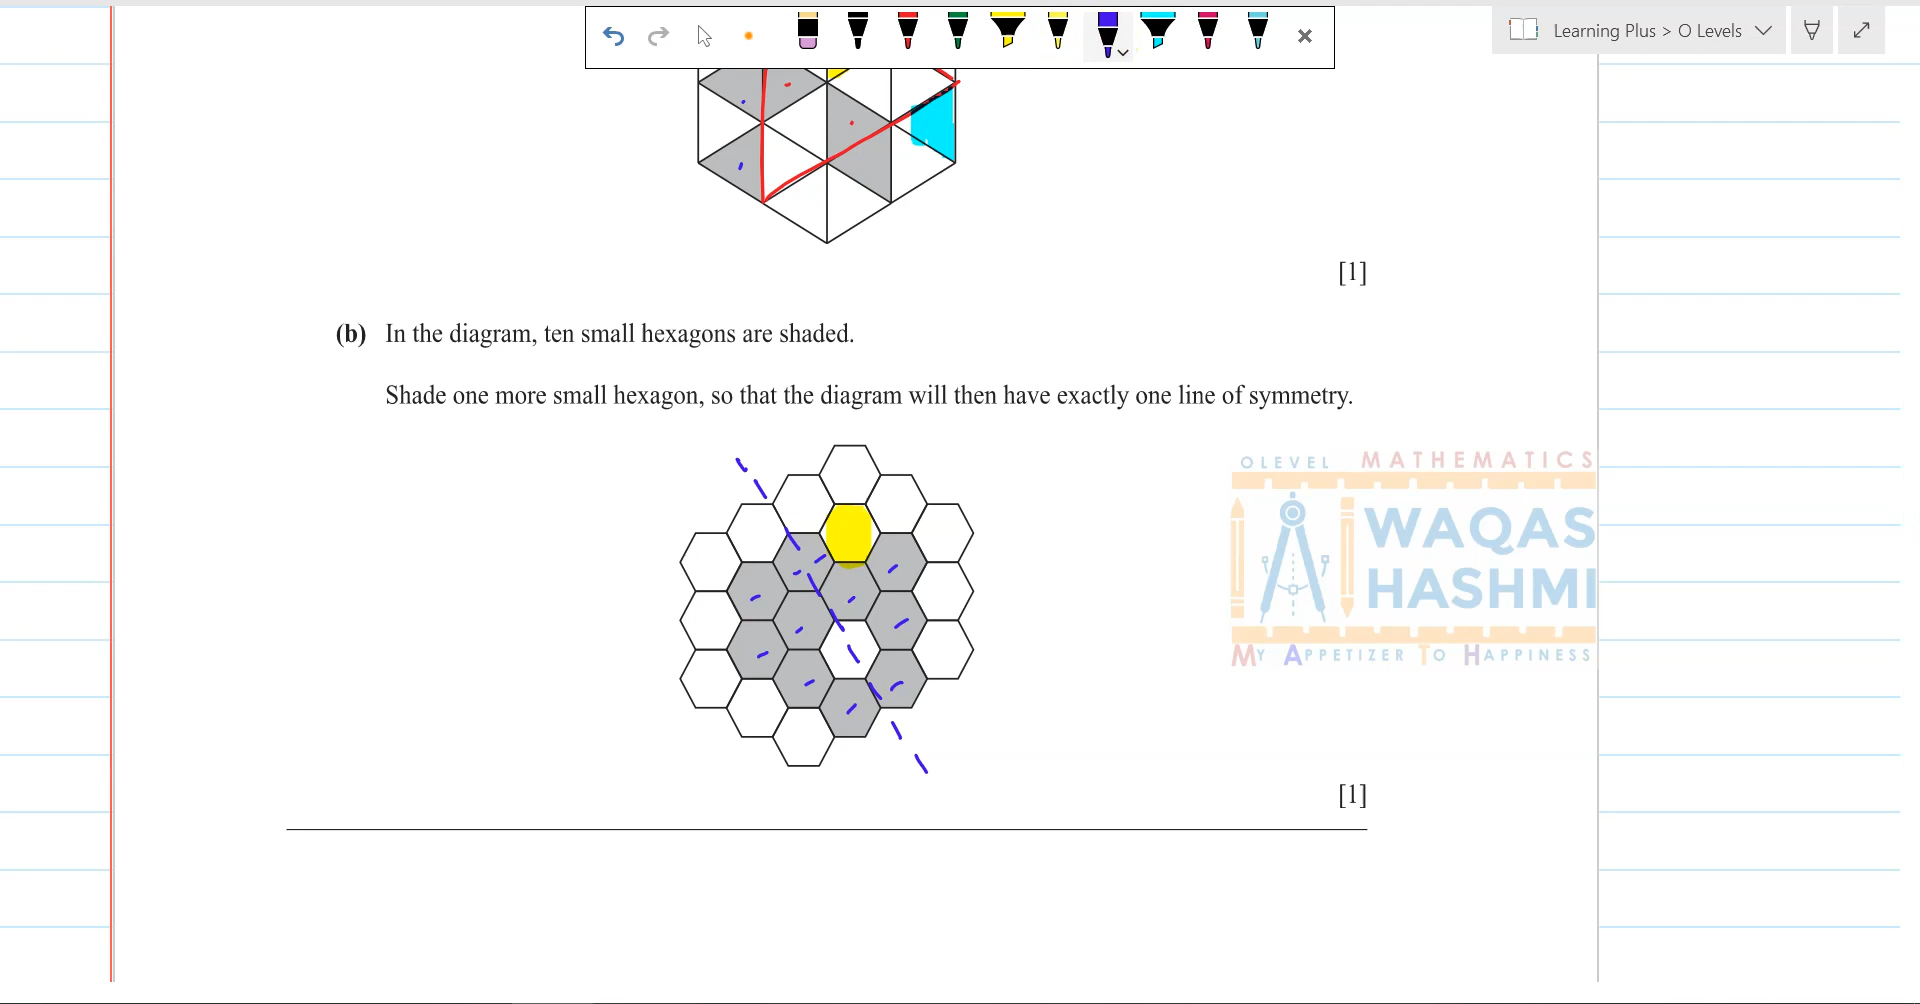 Learning Plus > O Levels
[1]
(b) In the diagram, ten small hexagons are shaded.
Shade one more small hexagon, so that the diagram will then have exactly one line of symmetry.
OLEVEL MATHEMATICS
WAQAS
HASHMI
MY APPETIZER TO HAPPINESS
[1]